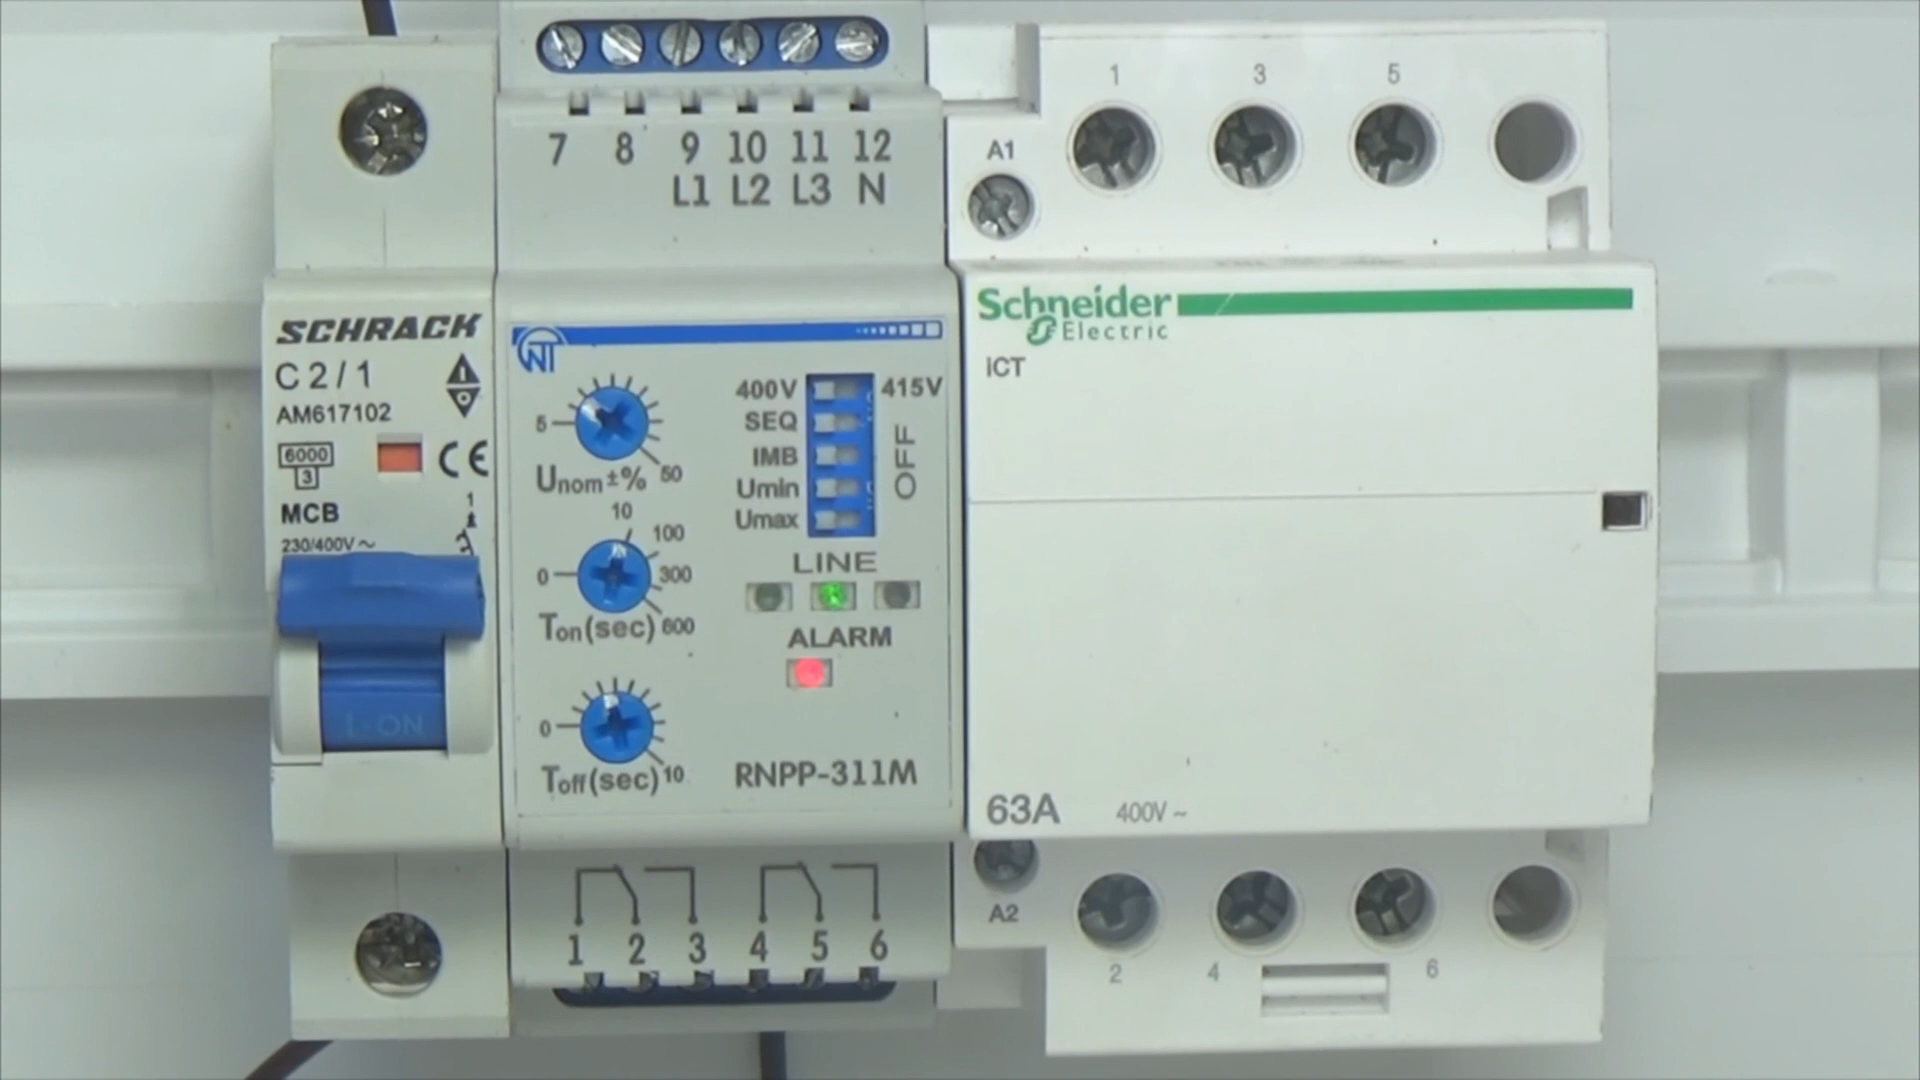 SCHRACK
C 2 / 1
AM617102
6000
3
CE
MCB
1
230/400V ~
I-ON
7 8 9 10 11 12
L1 L2 L3 N
NT
5
50
Unom ±%
400V 415V
SEQ
IMB
Umin
Umax
OFF
10
100
0
300
600
Ton (sec)
LINE
ALARM
0
10
Toff (sec)
RNPP-311M
1 2 3 4 5 6
1 3 5
A1
Schneider
Electric
ICT
63A 400V ~
A2
2 4 6